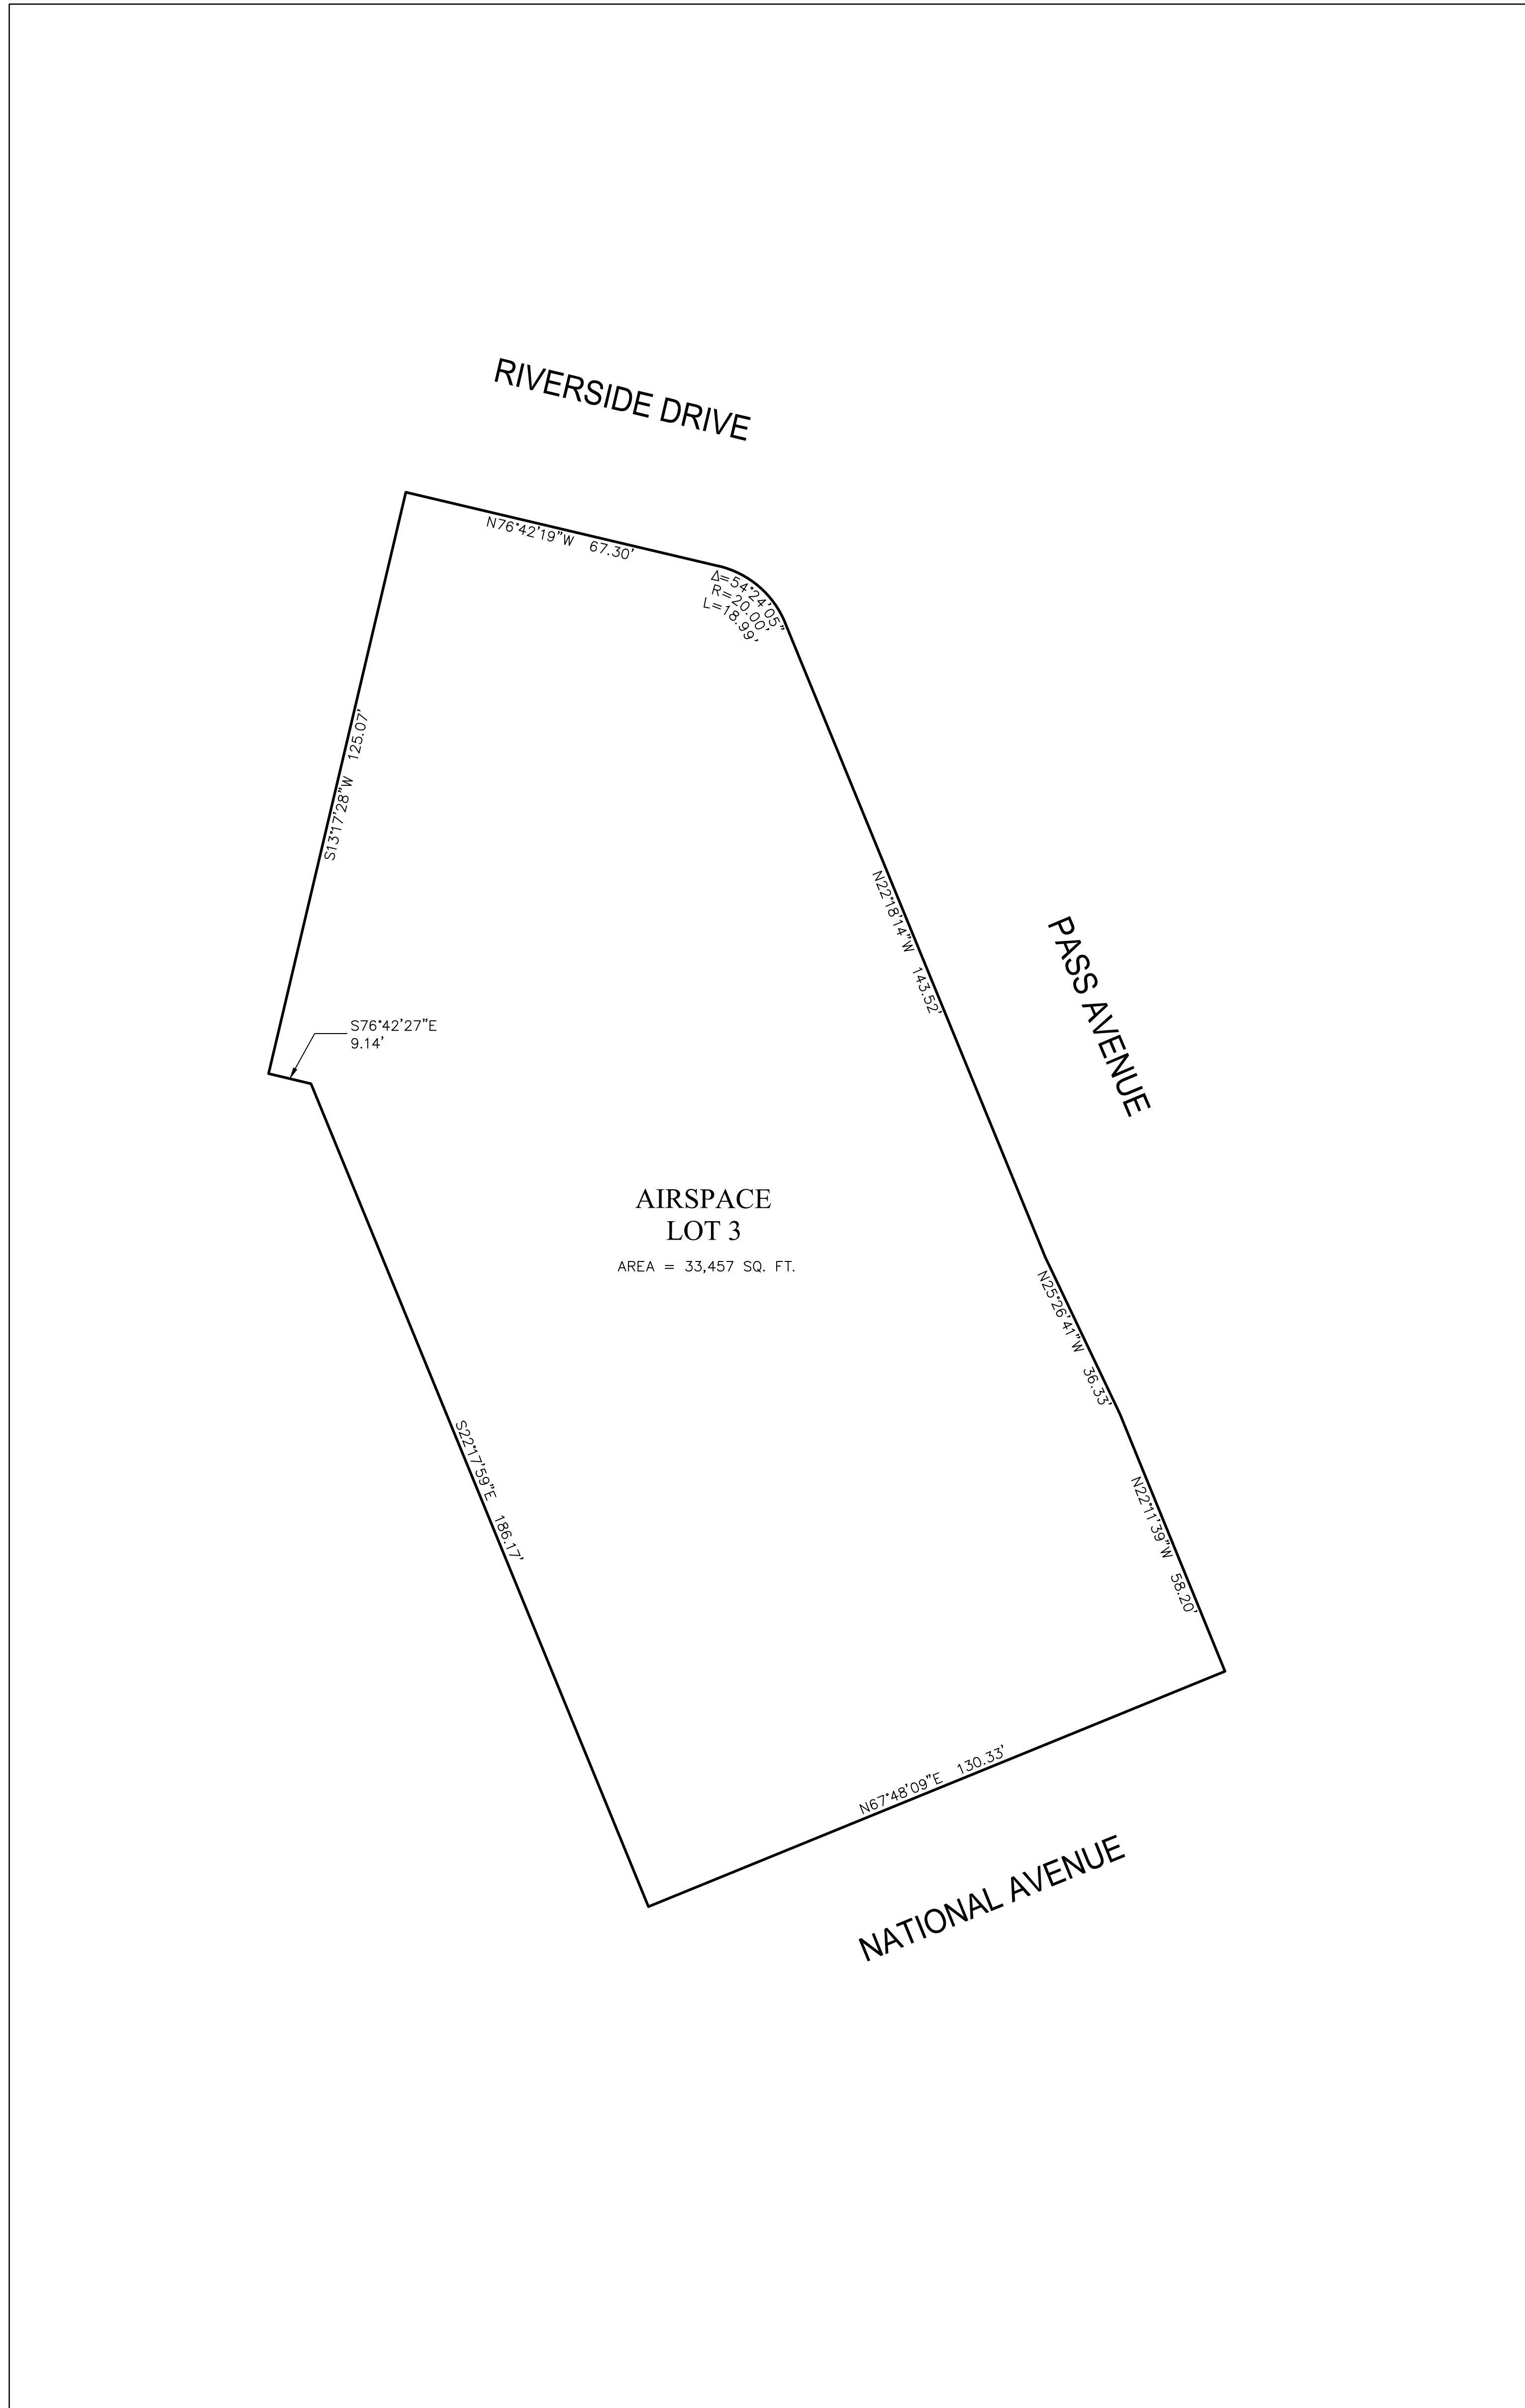 RIVERSIDE DRIVE
N76°42'19"W 67.30'
Δ=54°24'05"
R=20.00'
L=18.99'
S13°17'28"W 125.07'
N22°18'14"W 143.52'
PASS AVENUE
S76°42'27"E
9.14'
AIRSPACE
LOT 3
AREA = 33,457 SQ. FT.
N25°26'41"W 36.33'
S22°17'59"E 186.17'
N22°11'39"W 58.20'
N67°48'09"E 130.33'
NATIONAL AVENUE